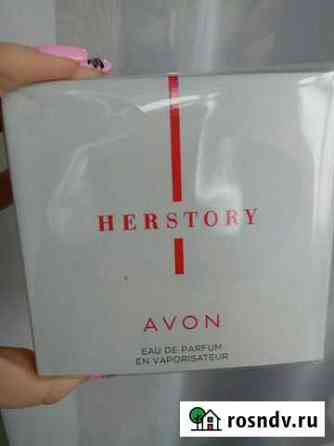 HERSTORY
AVON
EAU DE PARFUM
EN VAPORISATEUR
rosndv.ru